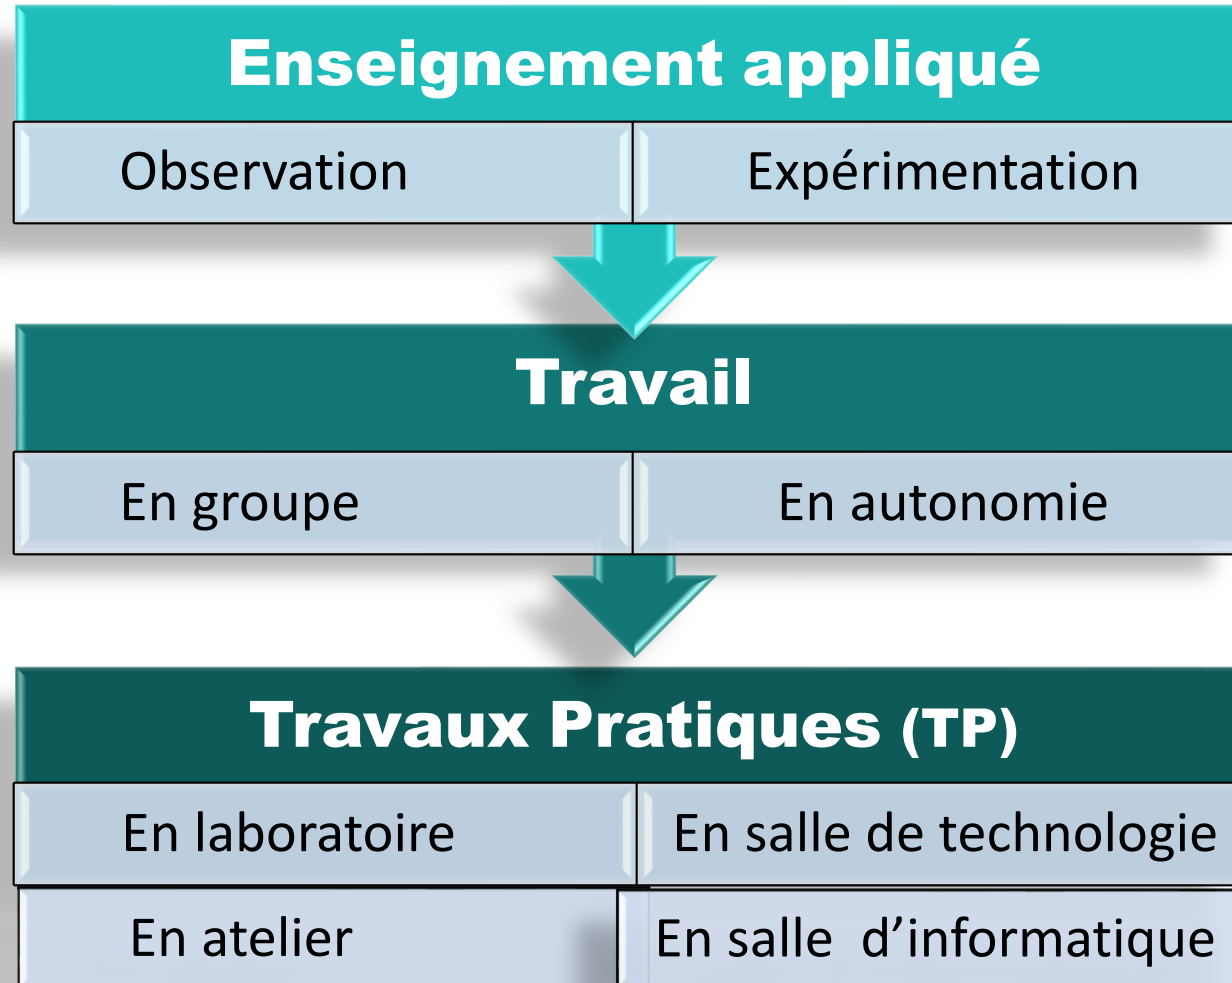 Enseignement appliqué
Observation
Expérimentation
Travail
En groupe
En autonomie
Travaux Pratiques (TP)
En laboratoire
En salle de technologie
En atelier
En salle d’informatique